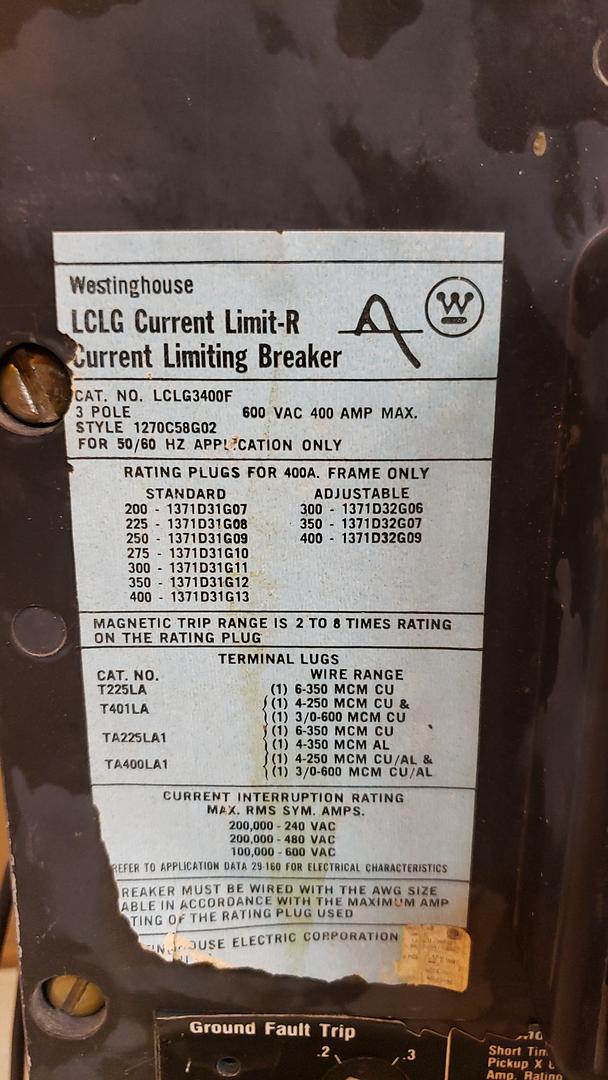 Westinghouse
LCLG Current Limit-R
Current Limiting Breaker
W
CAT. NO. LCLG3400F
3 POLE 600 VAC 400 AMP MAX.
STYLE 1270C58G02
FOR 50/60 HZ APPLICATION ONLY
RATING PLUGS FOR 400A. FRAME ONLY
STANDARD ADJUSTABLE
200 - 1371D31G07 300 - 1371D32G06
225 - 1371D31G08 350 - 1371D32G07
250 - 1371D31G09 400 - 1371D32G09
275 - 1371D31G10
300 - 1371D31G11
350 - 1371D31G12
400 - 1371D31G13
MAGNETIC TRIP RANGE IS 2 TO 8 TIMES RATING
ON THE RATING PLUG
TERMINAL LUGS
CAT. NO. WIRE RANGE
T225LA (1) 6-350 MCM CU
T401LA (1) 4-250 MCM CU &
(1) 3/0-600 MCM CU
TA225LA1 (1) 6-350 MCM CU
(1) 4-350 MCM AL
TA400LA1 (1) 4-250 MCM CU/AL &
(1) 3/0-600 MCM CU/AL
CURRENT INTERRUPTION RATING
MAX. RMS SYM. AMPS.
200,000 - 240 VAC
200,000 - 480 VAC
100,000 - 600 VAC
REFER TO APPLICATION DATA 29-160 FOR ELECTRICAL CHARACTERISTICS
REAKER MUST BE WIRED WITH THE AWG SIZE
ABLE IN ACCORDANCE WITH THE MAXIMUM AMP
TING OF THE RATING PLUG USED
INGHOUSE ELECTRIC CORPORATION
Ground Fault Trip
.2 .3
Short Tim
Pickup X
Amp. Rating